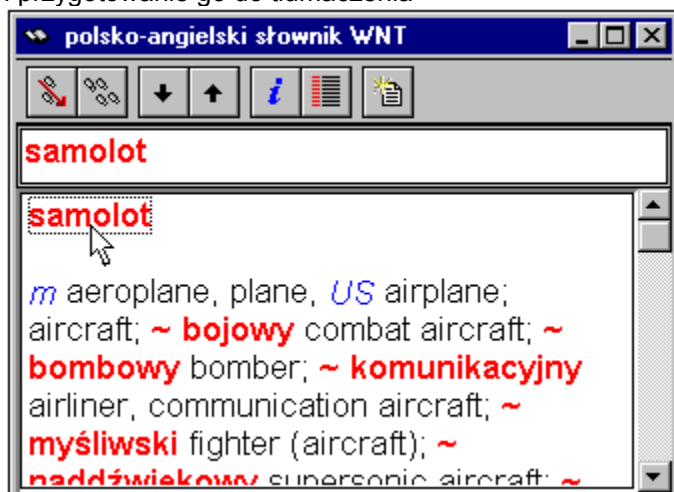 i przygotowanie go do tłumaczenia
polsko-angielski słownik WNT
samolot
samolot
m aeroplane, plane, US airplane;
aircraft; ~ bojowy combat aircraft; ~
bombowy bomber; ~ komunikacyjny
airliner, communication aircraft; ~
myśliwski fighter (aircraft); ~
naddźwiękowy supersonic aircraft; ~